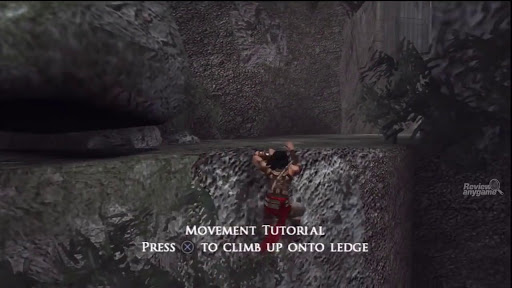 Review
anygame
Movement Tutorial
Press ⊗ to climb up onto ledge